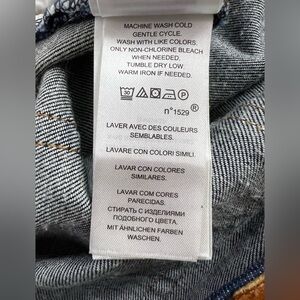 MACHINE WASH COLD
GENTLE CYCLE.
WASH WITH LIKE COLORS.
ONLY NON-CHLORINE BLEACH
WHEN NEEDED.
TUMBLE DRY LOW.
WARM IRON IF NEEDED.
P
n°1529®
LAVER AVEC DES COULEURS
SEMBLABLES.
LAVARE CON COLORI SIMILI.
LAVAR CON COLORES
SIMILARES.
LAVAR COM CORES
PARECIDAS.
СТИРАТЬ С ИЗДЕЛИЯМИ
ПОДОБНОГО ЦВЕТА.
MIT ÄHNLICHEN FARBEN
WASCHEN.